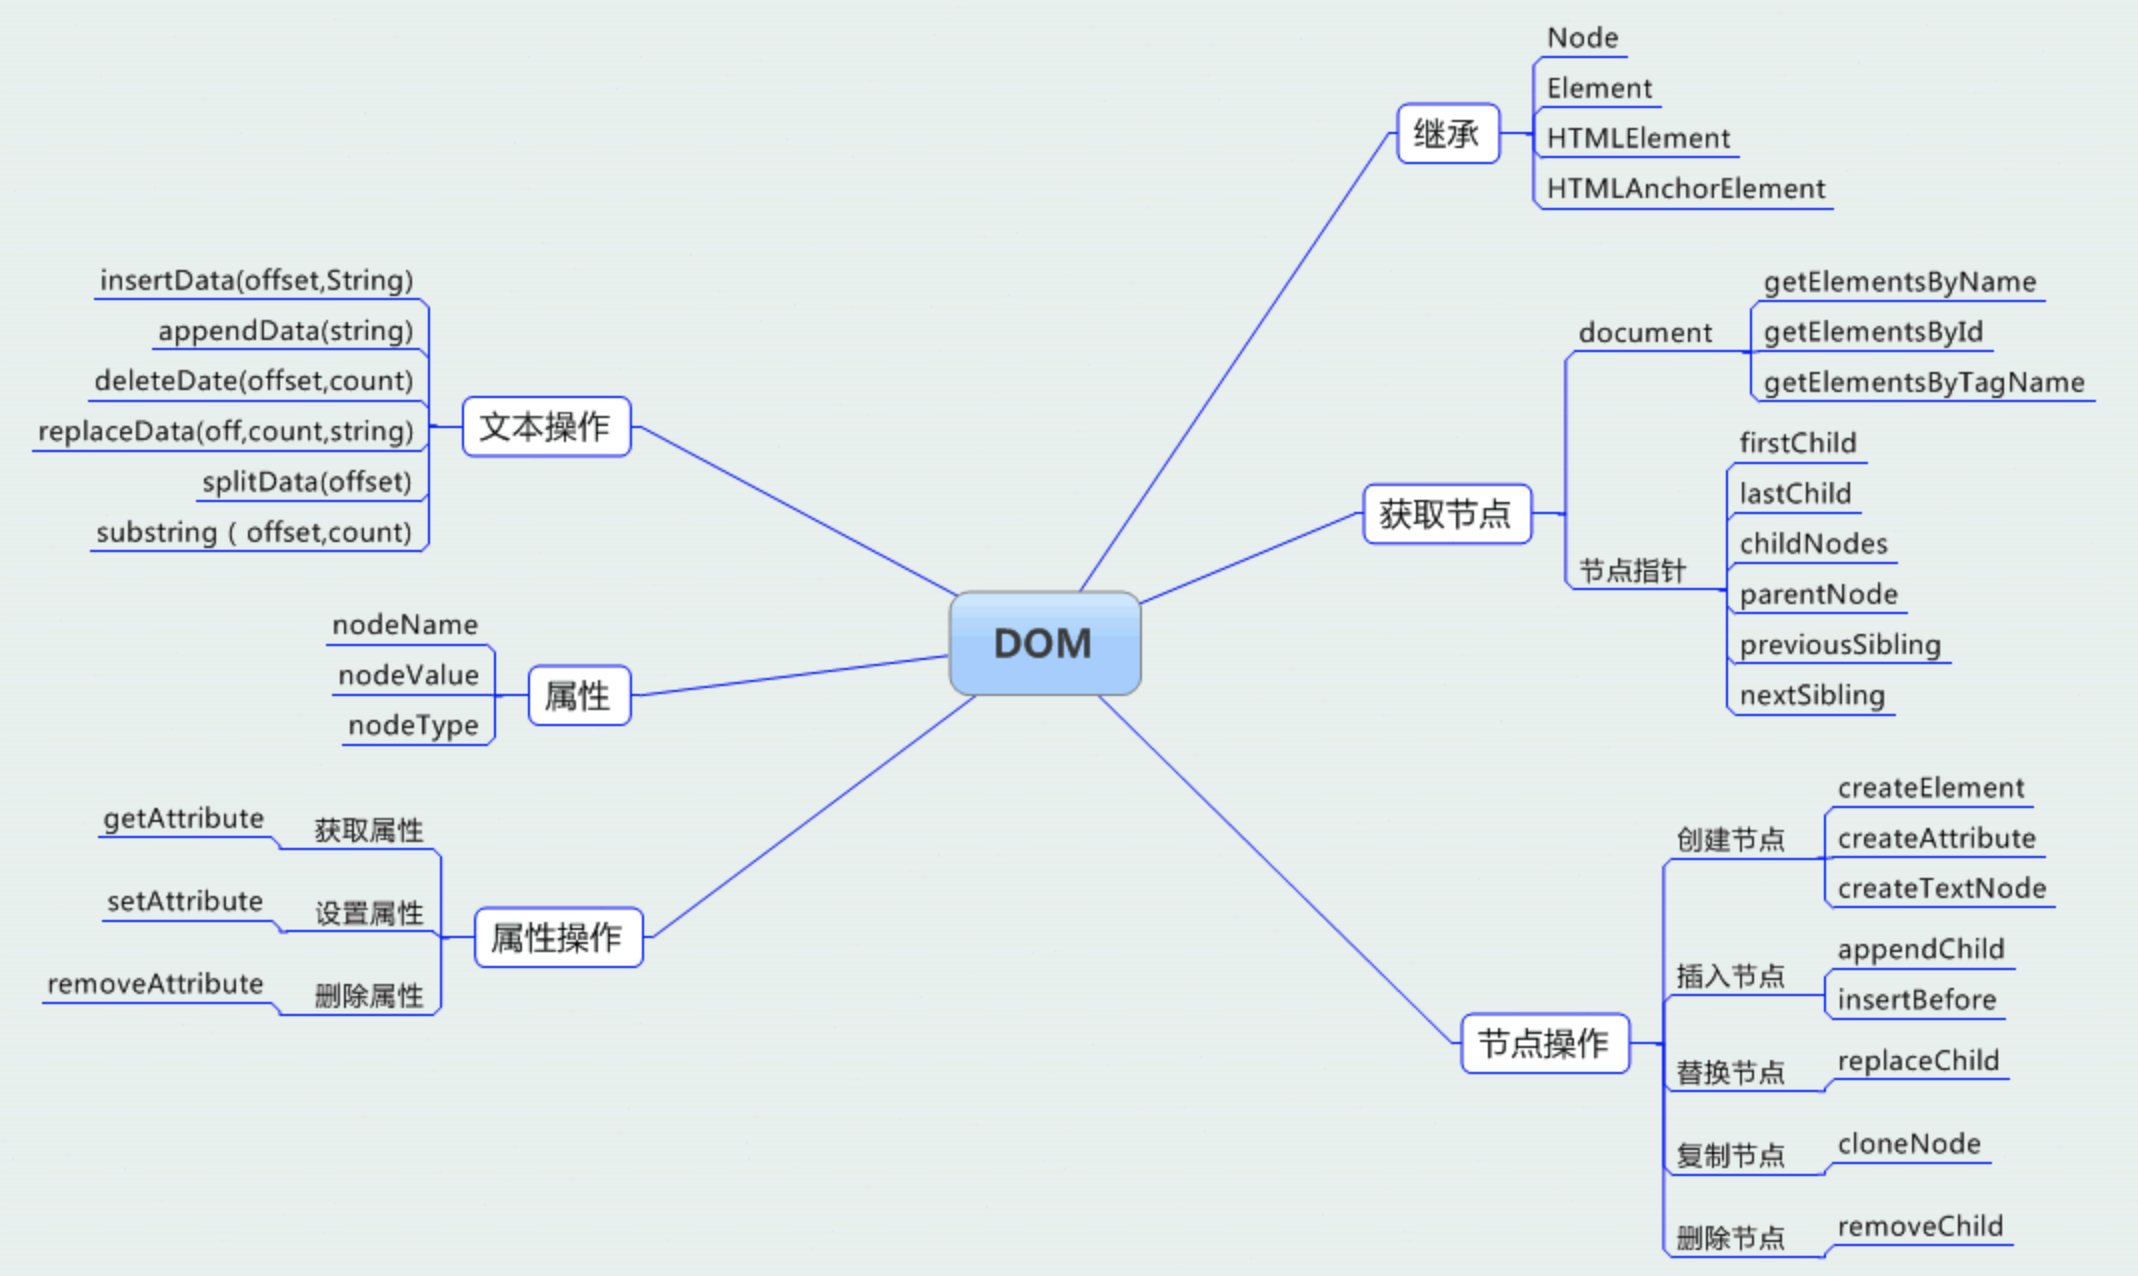 DOM
继承
Node
Element
HTMLElement
HTMLAnchorElement
获取节点
document
getElementsByName
getElementsById
getElementsByTagName
节点指针
firstChild
lastChild
childNodes
parentNode
previousSibling
nextSibling
节点操作
创建节点
createElement
createAttribute
createTextNode
插入节点
appendChild
insertBefore
替换节点
replaceChild
复制节点
cloneNode
删除节点
removeChild
文本操作
insertData(offset,String)
appendData(string)
deleteDate(offset,count)
replaceData(off,count,string)
splitData(offset)
substring ( offset,count)
属性
nodeName
nodeValue
nodeType
属性操作
获取属性
getAttribute
设置属性
setAttribute
删除属性
removeAttribute